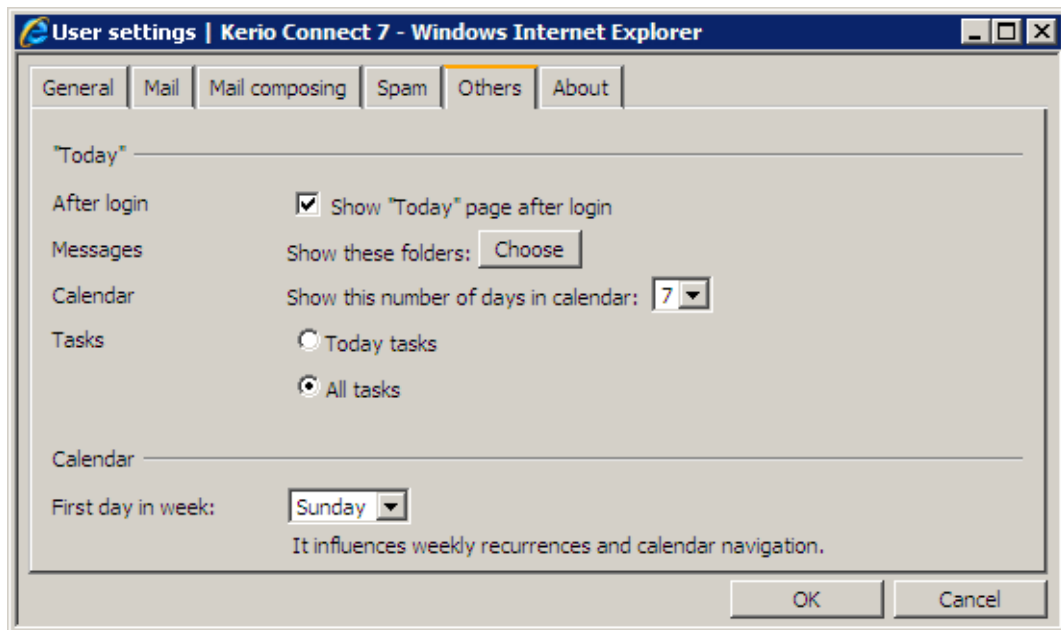 User settings | Kerio Connect 7 - Windows Internet Explorer
General Mail Mail composing Spam Others About
"Today"
After login Show "Today" page after login
Messages Show these folders: Choose
Calendar Show this number of days in calendar: 7
Tasks Today tasks
All tasks
Calendar
First day in week: Sunday
It influences weekly recurrences and calendar navigation.
OK Cancel